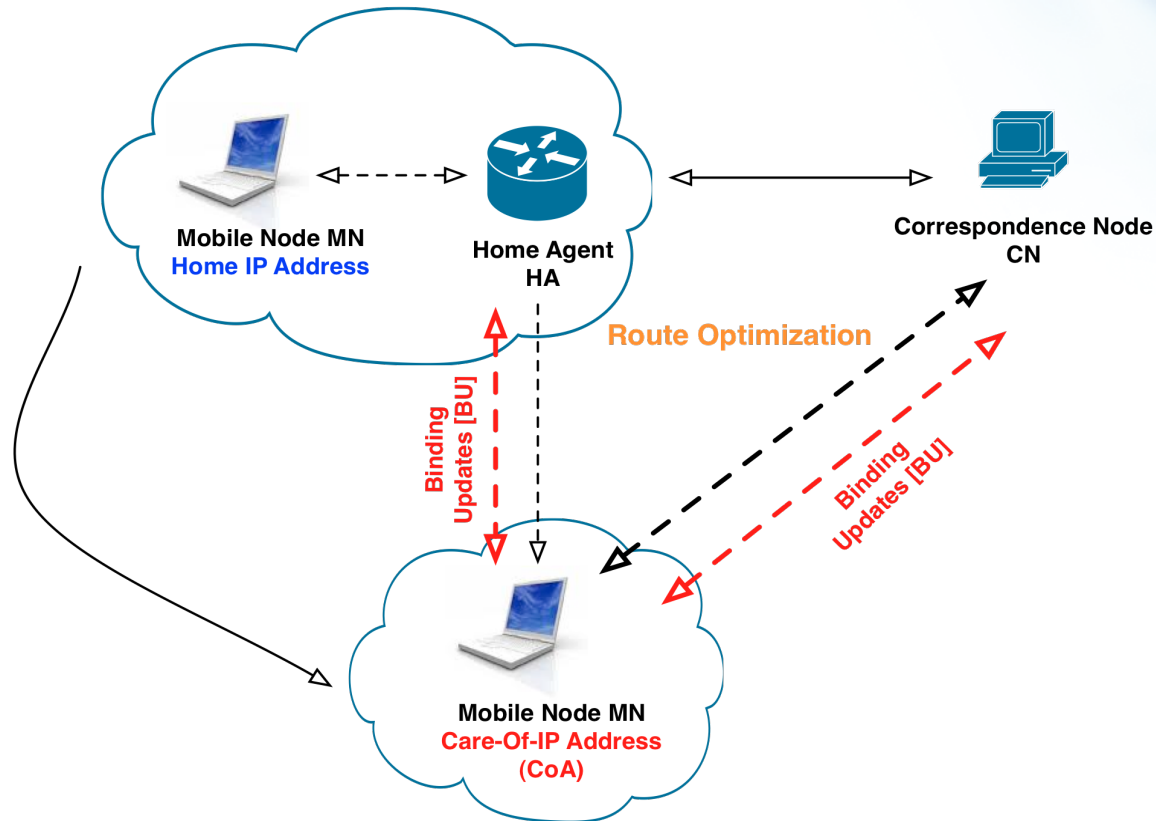 Mobile Node MN
Home IP Address
Home Agent
HA
Correspondence Node
CN
Route Optimization
Binding
Updates [BU]
Binding
Updates [BU]
Mobile Node MN
Care-Of-IP Address
(CoA)